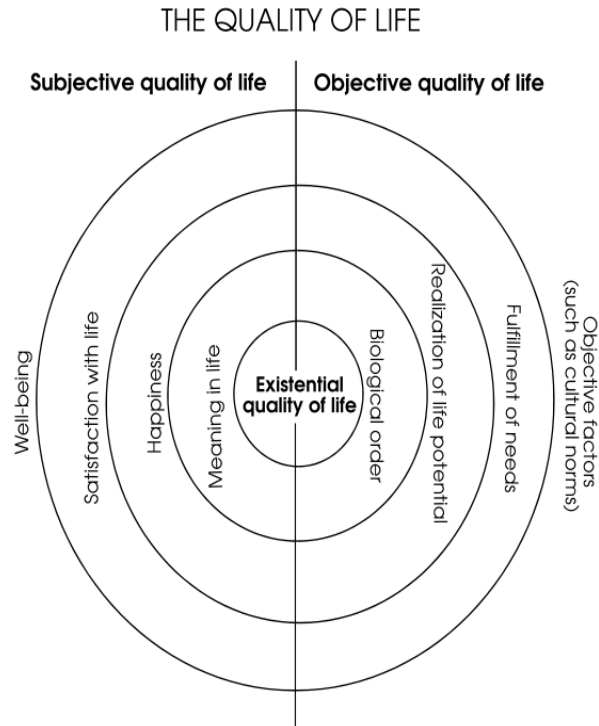 THE QUALITY OF LIFE
Subjective quality of life
Objective quality of life
Well-being
Satisfaction with life
Happiness
Meaning in life
Existential
quality of life
Biological order
Realization of life potential
Fulfillment of needs
Objective factors
(such as cultural norms)